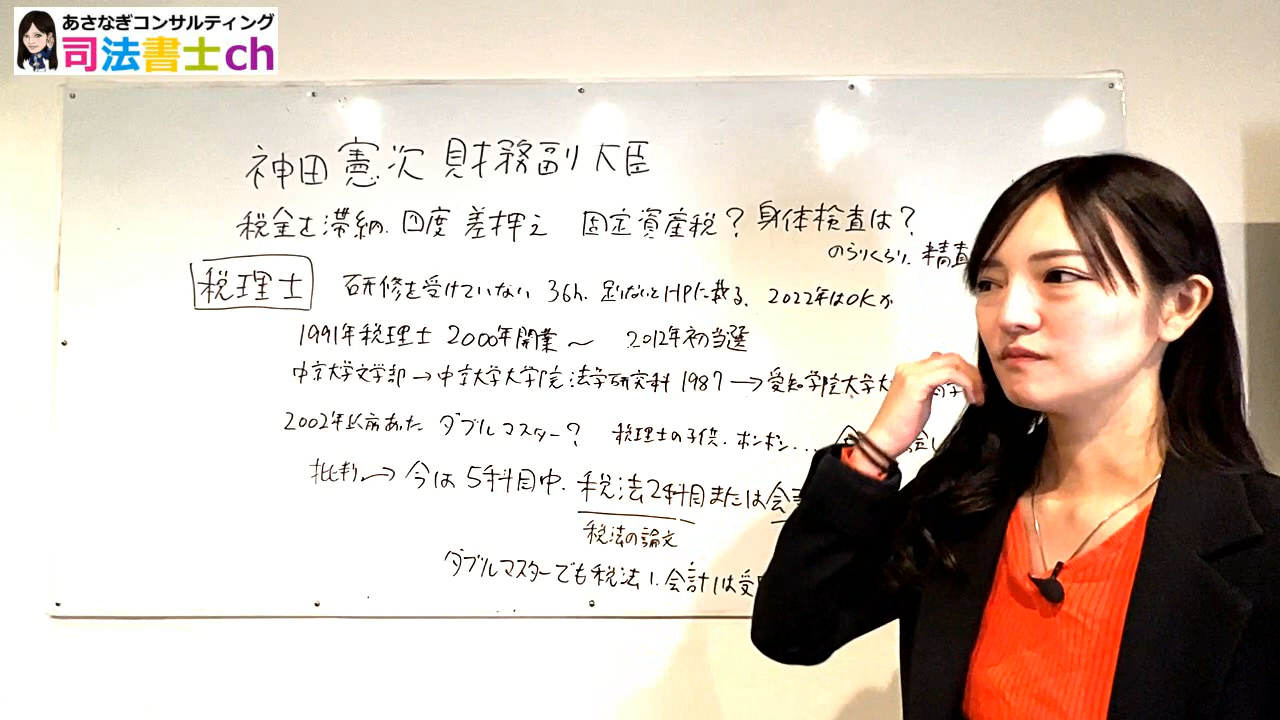 あさなぎコンサルティング
司法書士ch
神田憲次財務副大臣
税金を滞納、四度差押え 固定資産税? 身体検査は?
のらりくらり、精査
税理士 研修を受けていない 36h、足りないとHPに載る、2022年はOKか
1991年税理士 2000年開業~ 2012年初当選
中京大学文学部→中京大学大学院法学研究科1987→愛知学院大学大
2002年以前あった ダブルマスター? 税理士の子供、ボンボン...
批判→今は5科目中、税法2科目または会
税法の論文
ダブルマスターでも税法1、会計1は受